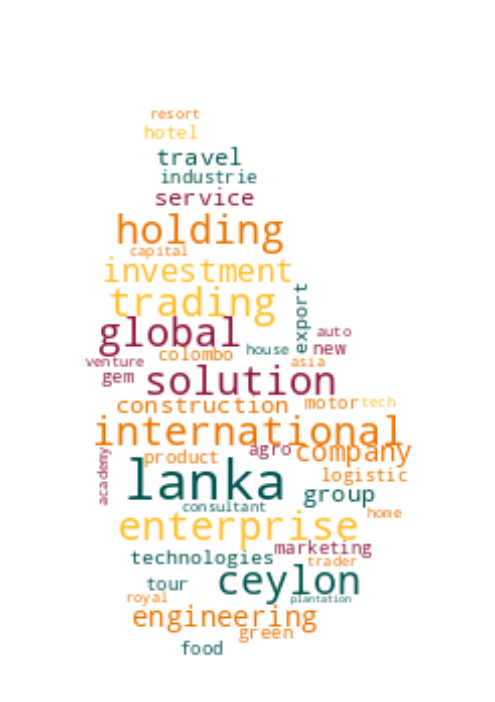 resort
hotel
travel
industrie
service
holding
capital
investment
trading
export
global
auto
house
new
colombo
venture
asia
gem
solution
construction
motor
tech
international
agro
company
product
academy
logistic
lanka
group
consultant
home
enterprise
marketing
technologies
trader
tour
ceylon
royal
plantation
engineering
green
food